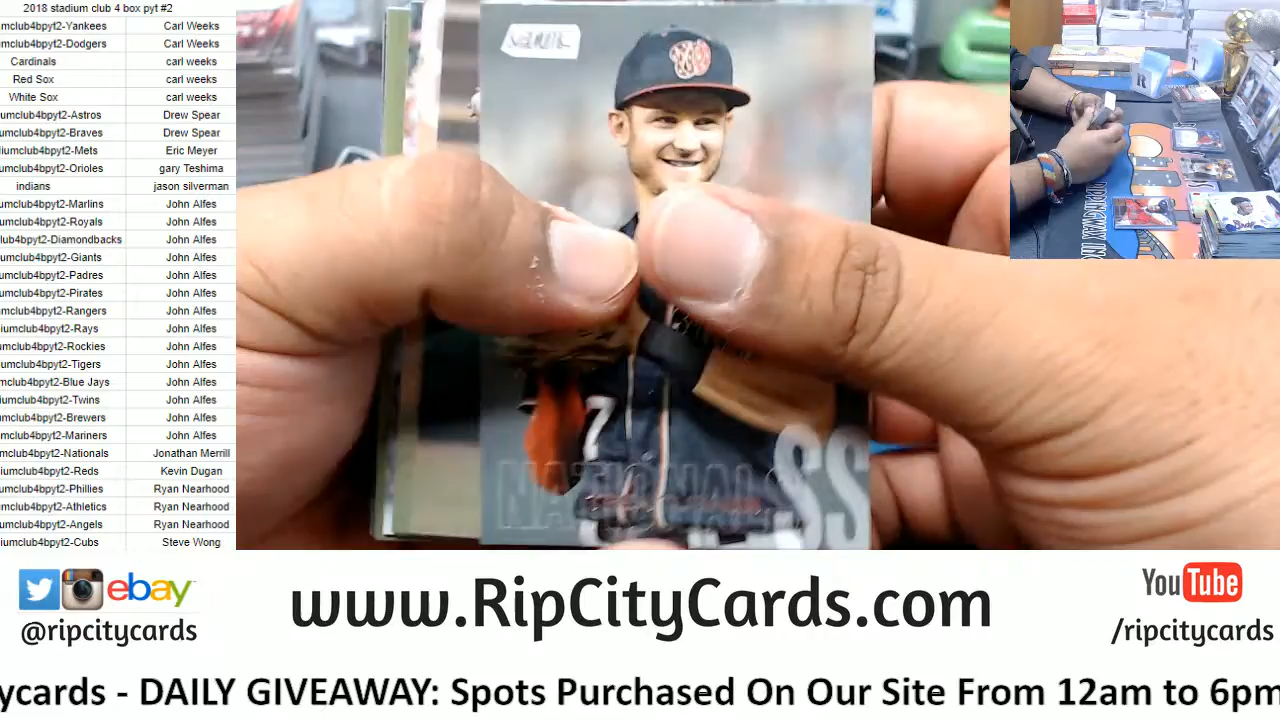 2018 stadium club 4 box pyt #2
mclub4bpyt2-Yankees Carl Weeks
umclub4bpyt2-Dodgers Carl Weeks
Cardinals carl weeks
Red Sox carl weeks
White Sox carl weeks
umclub4bpyt2-Astros Drew Spear
umclub4bpyt2-Braves Drew Spear
iumclub4bpyt2-Mets Eric Meyer
umclub4bpyt2-Orioles gary Teshima
indians jason silverman
umclub4bpyt2-Marlins John Alfes
umclub4bpyt2-Royals John Alfes
lub4bpyt2-Diamondbacks John Alfes
umclub4bpyt2-Giants John Alfes
umclub4bpyt2-Padres John Alfes
umclub4bpyt2-Pirates John Alfes
mclub4bpyt2-Rangers John Alfes
iumclub4bpyt2-Rays John Alfes
mclub4bpyt2-Rockies John Alfes
umclub4bpyt2-Tigers John Alfes
mclub4bpyt2-Blue Jays John Alfes
umclub4bpyt2-Twins John Alfes
mclub4bpyt2-Brewers John Alfes
mclub4bpyt2-Mariners John Alfes
mclub4bpyt2-Nationals Jonathan Merrill
iumclub4bpyt2-Reds Kevin Dugan
mclub4bpyt2-Phillies Ryan Nearhood
mclub4bpyt2-Athletics Ryan Nearhood
umclub4bpyt2-Angels Ryan Nearhood
iumclub4bpyt2-Cubs Steve Wong
W
7
NATIONALS SS
ebay
@ripcitycards
www.RipCityCards.com
YouTube
/ripcitycards
ycards - DAILY GIVEAWAY: Spots Purchased On Our Site From 12am to 6pm